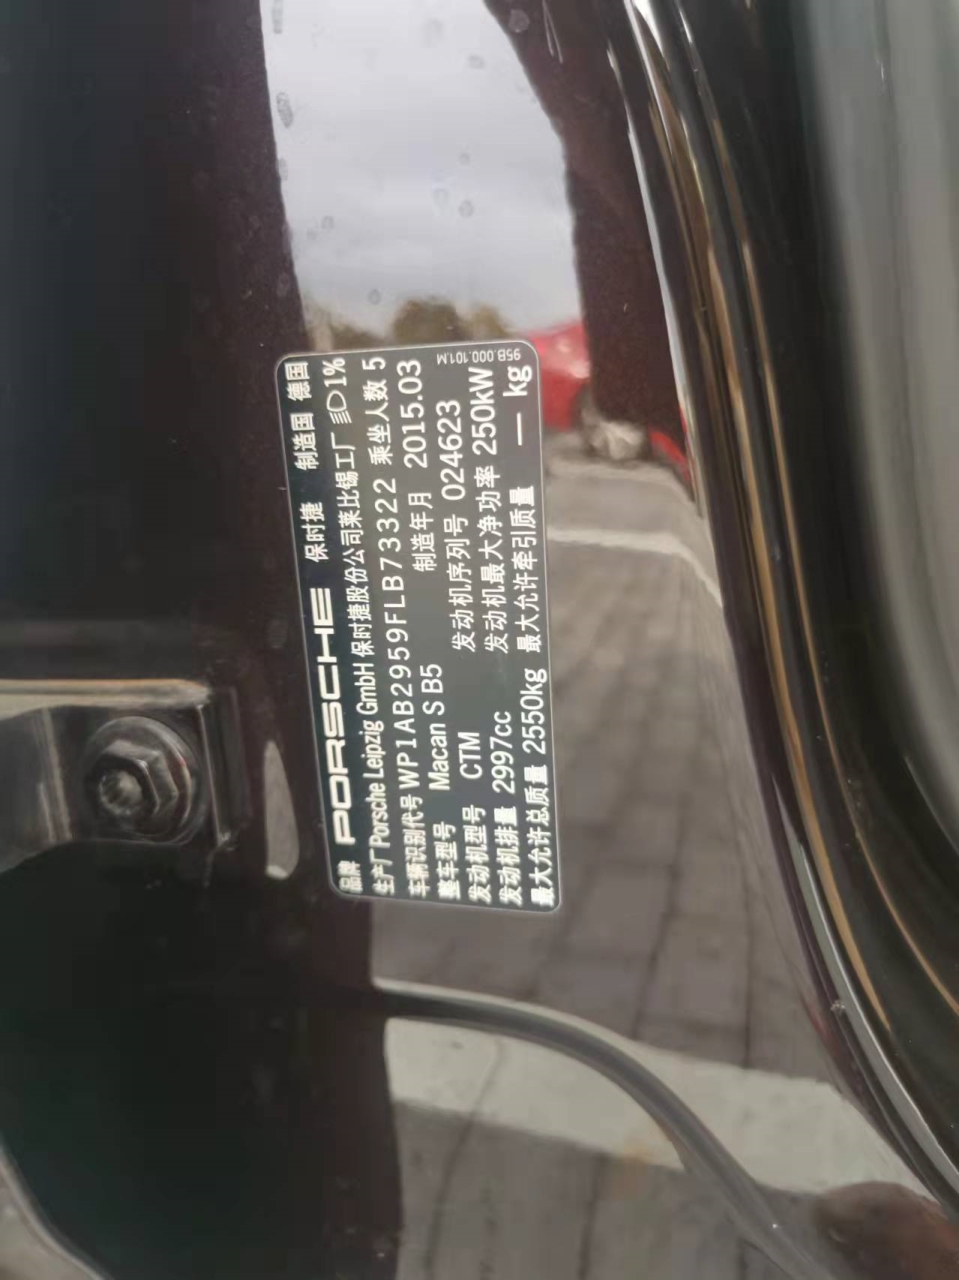 品牌 PORSCHE 保时捷 制造国 德国
生产厂 Porsche Leipzig GmbH 保时捷股份公司莱比锡工厂 1%
车辆识别代号 WP1AB2959FLB73322 乘坐人数 5
整车型号 Macan S B5 制造年月 2015.03
发动机型号 CTM 发动机序列号 024623
发动机排量 2997cc 发动机最大净功率 250kW
最大允许总质量 2550kg 最大允许牵引质量 — kg
95B.000.101.M